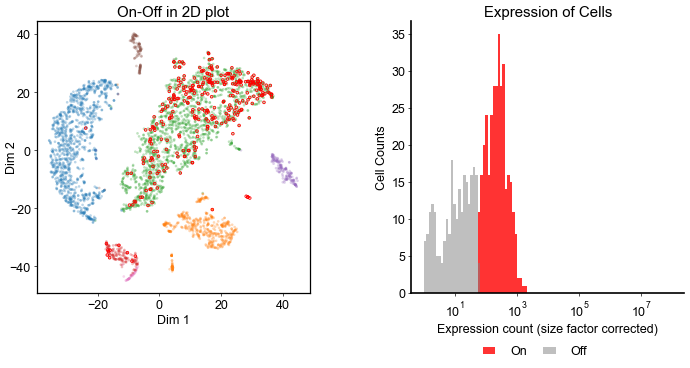 On-Off in 2D plot
Dim 2
40
20
0
−20
−40
−20
0
20
40
Dim 1
Expression of Cells
Cell Counts
35
30
25
20
15
10
5
0
10^1
10^3
10^5
10^7
Expression count (size factor corrected)
On
Off